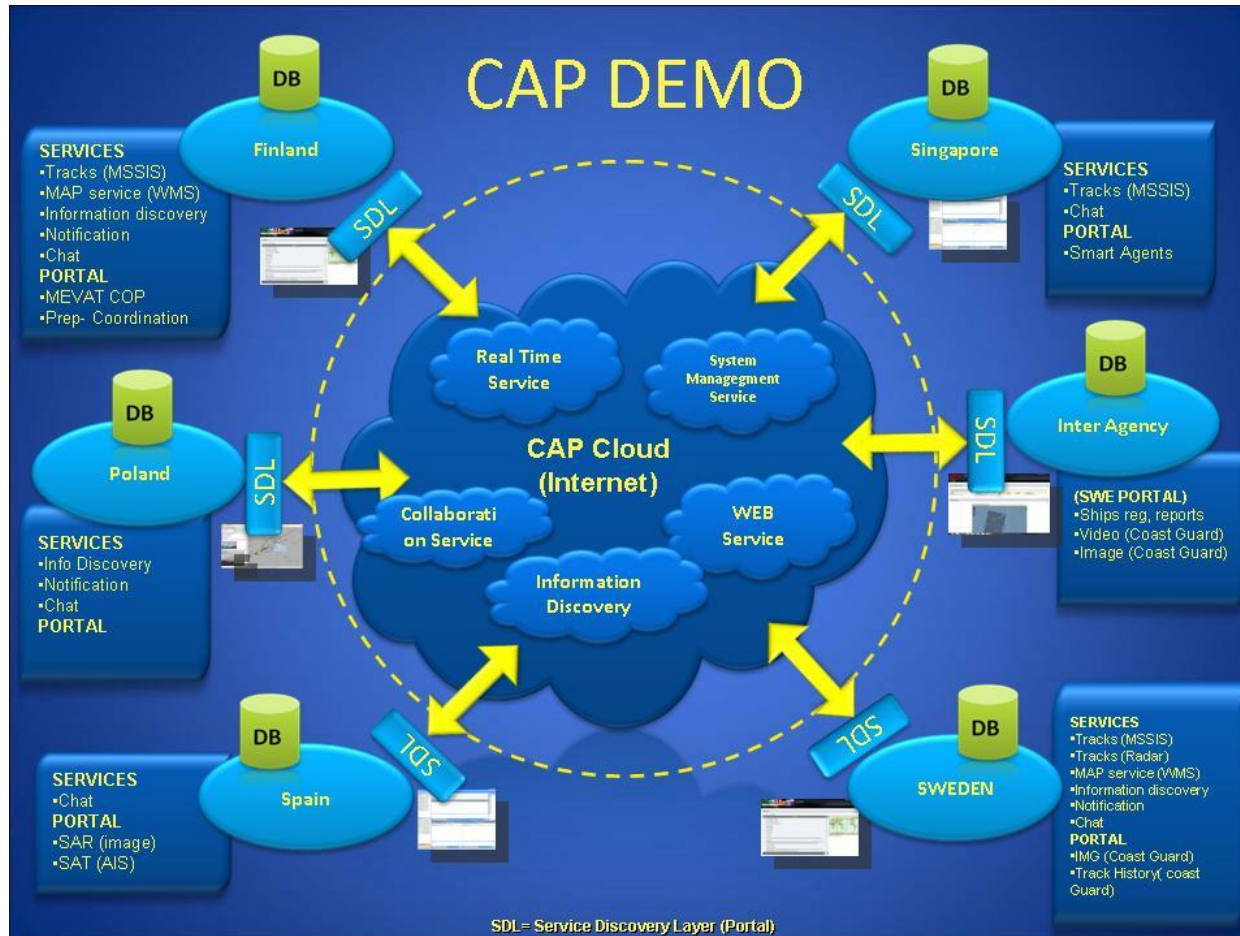 CAP DEMO
DB
Finland
SERVICES
▪Tracks (MSSIS)
▪MAP service (WMS)
▪Information discovery
▪Notification
▪Chat
PORTAL
▪MEVAT COP
▪Prep- Coordination
SDL
DB
Singapore
SERVICES
▪Tracks (MSSIS)
▪Chat
PORTAL
▪Smart Agents
SDL
Real Time
Service
System
Managegment
Service
CAP Cloud
(Internet)
Collaborati
on Service
WEB
Service
Information
Discovery
DB
Poland
SDL
SERVICES
▪Info Discovery
▪Notification
▪Chat
PORTAL
DB
Inter Agency
SDL
(SWE PORTAL)
▪Ships reg, reports
▪Video (Coast Guard)
▪Image (Coast Guard)
DB
Spain
SDL
SERVICES
▪Chat
PORTAL
▪SAR (image)
▪SAT (AIS)
DB
SWEDEN
SDL
SERVICES
▪Tracks (MSSIS)
▪Tracks (Radar)
▪MAP service (WMS)
▪Information discovery
▪Notification
▪Chat
PORTAL
▪IMG (Coast Guard)
▪Track History( coast
Guard)
SDL= Service Discovery Layer (Portal)